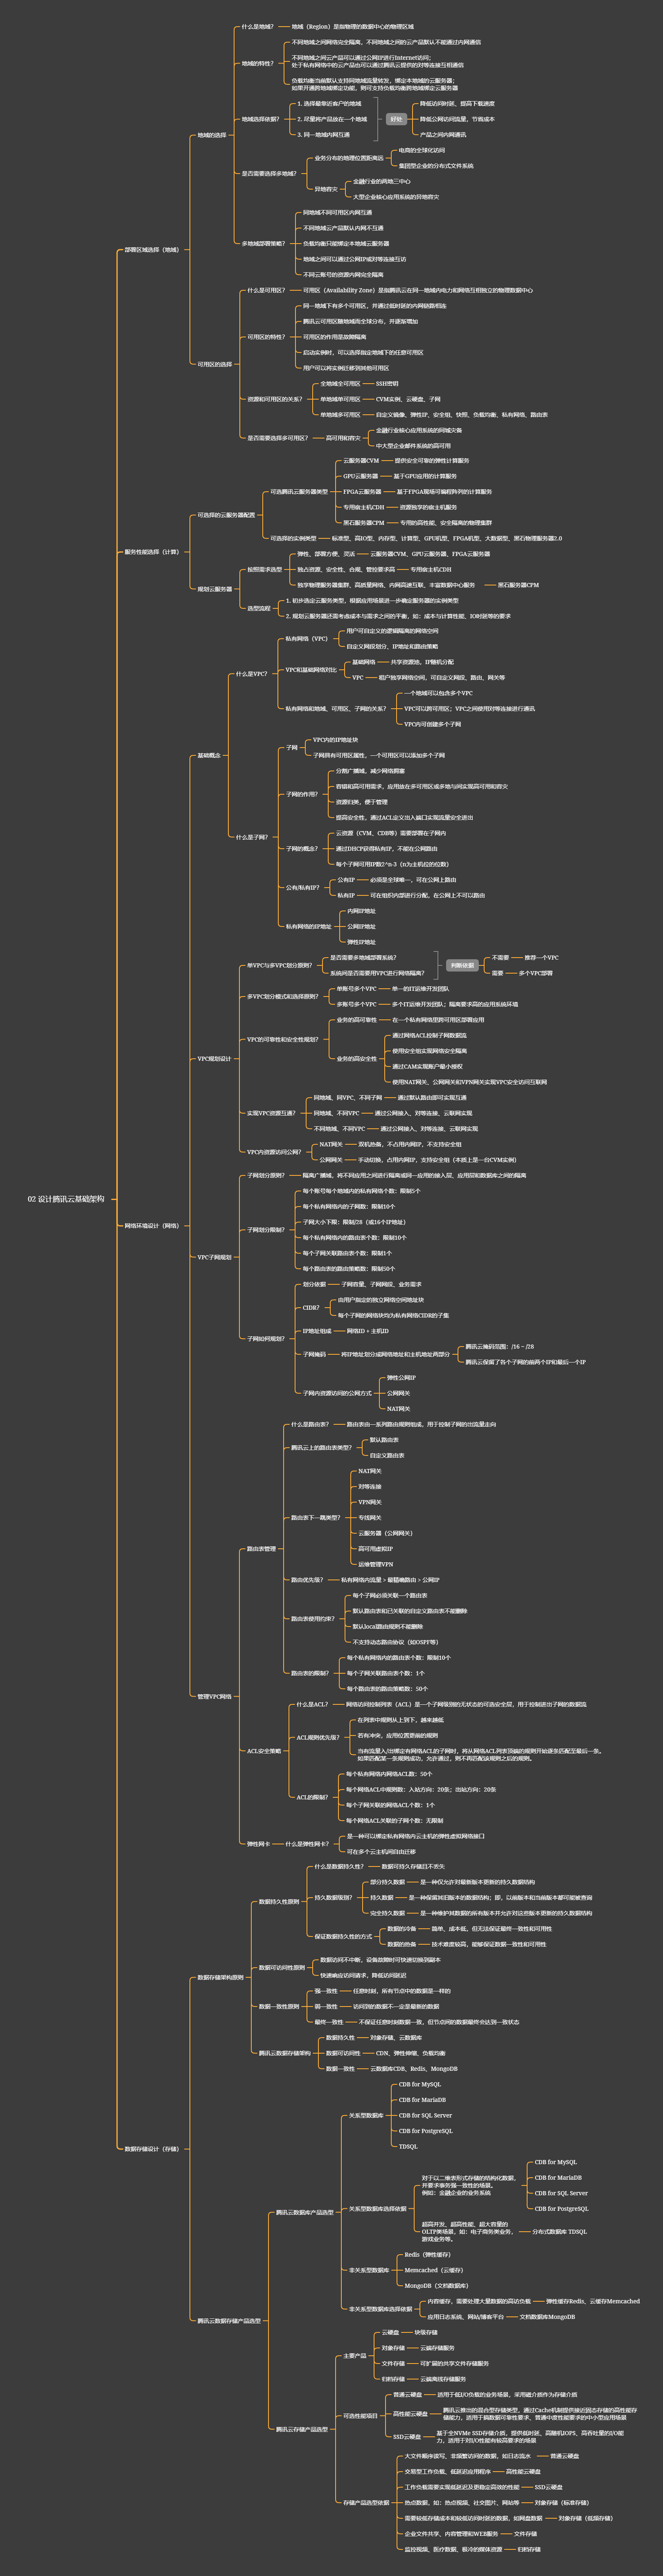 02 设计腾讯云基础架构
部署区域选择（地域）
地域的选择
什么是地域？
地域（Region）是指物理的数据中心的物理区域
地域的特性？
不同地域之间网络完全隔离，不同地域之间的云产品默认不能通过内网通信
不同地域之间云产品可以通过公网IP进行Internet访问；
处于私有网络中的云产品也可以通过腾讯云提供的对等连接互相通信
负载均衡当前默认支持同地域流量转发，绑定本地域的云服务器；
如果开通跨地域绑定功能，则可支持负载均衡跨地域绑定云服务器
地域选择依据？
1. 选择最靠近客户的地域
2. 尽量将产品放在一个地域
3. 同一地域内网互通
好处
降低访问时延、提高下载速度
降低公网访问流量，节省成本
产品之间内网通讯
是否需要选择多地域？
业务分布的地理位置距离远
电商的全球化访问
集团型企业的分布式文件系统
异地容灾
金融行业的两地三中心
大型企业核心应用系统的异地容灾
多地域部署策略？
同地域不同可用区内网互通
不同地域云产品默认内网不互通
负载均衡只能绑定本地域云服务器
地域之间可以通过公网IP或对等连接互访
不同云账号的资源内网完全隔离
可用区的选择
什么是可用区？
可用区（Availability Zone）是指腾讯云在同一地域内电力和网络互相独立的物理数据中心
可用区的特性？
同一地域下有多个可用区，并通过低时延的内网链路相连
腾讯云可用区随地域而全球分布，并逐渐增加
可用区的作用是故障隔离
启动实例时，可以选择指定地域下的任意可用区
用户可以将实例迁移到其他可用区
资源和可用区的关系？
全地域全可用区
SSH密钥
单地域单可用区
CVM实例、云硬盘、子网
单地域多可用区
自定义镜像、弹性IP、安全组、快照、负载均衡、私有网络、路由表
是否需要选择多可用区？
高可用和容灾
金融行业核心应用系统的同城灾备
中大型企业邮件系统的高可用
服务性能选择（计算）
可选择的云服务器配置
可选腾讯云服务器类型
云服务器CVM
提供安全可靠的弹性计算服务
GPU云服务器
基于GPU应用的计算服务
FPGA云服务器
基于FPGA现场可编程阵列的计算服务
专用宿主机CDH
资源独享的宿主机服务
黑石服务器CPM
专用的高性能、安全隔离的物理集群
可选择的实例类型
标准型、高IO型、内存型、计算型、GPU机型、FPGA机型、大数据型、黑石物理服务器2.0
规划云服务器
按照需求选型
弹性、部署方便、灵活
云服务器CVM、GPU云服务器、FPGA云服务器
独占资源、安全性、合规、管控要求高
专用宿主机CDH
独享物理服务器集群、高质量网络、内网高速互联、丰富数据中心服务
黑石服务器CPM
选型流程
1. 初步选定云服务类型，根据应用场景进一步确定服务器的实例类型
2. 规划云服务器还需考虑成本与需求之间的平衡，如：成本与计算性能、IO时延等的要求
网络环境设计（网络）
基础概念
什么是VPC？
私有网络（VPC）
用户可自定义的逻辑隔离的网络空间
自定义网段划分、IP地址和路由策略
VPC和基础网络对比
基础网络
共享资源池，IP随机分配
VPC
租户独享网络空间，可自定义网段、路由、网关等
私有网络和地域、可用区、子网的关系？
一个地域可以包含多个VPC
VPC可以跨可用区；VPC之间使用对等连接进行通讯
VPC内可创建多个子网
什么是子网？
子网
VPC内的IP地址块
子网具有可用区属性，一个可用区可以添加多个子网
子网的作用？
分割广播域，减少网络拥塞
容错和高可用需求，应用放在多可用区或多地与间实现高可用和容灾
资源归类，便于管理
提高安全性，通过ACL定义出入端口实现流量安全进出
子网的概念？
云资源（CVM、CDB等）需要部署在子网内
通过DHCP获得私有IP，不能在公网路由
每个子网可用IP数2^n-3（n为主机位的位数）
公有/私有IP？
公有IP
必须是全球唯一，可在公网上路由
私有IP
可在组织内部进行分配，在公网上不可以路由
私有网络的IP地址
内网IP地址
公网IP地址
弹性IP地址
VPC规划设计
单VPC与多VPC划分原则？
是否需要多地域部署系统？
系统间是否需要用VPC进行网络隔离？
判断依据
不需要
推荐一个VPC
需要
多个VPC部署
多VPC划分模式和选择原则？
单账号多个VPC
单一的IT运维开发团队
多账号多个VPC
多个IT运维开发团队；隔离要求高的应用系统环境
VPC的可靠性和安全性规划？
业务的高可靠性
在一个私有网络里跨可用区部署应用
业务的高安全性
通过网络ACL控制子网数据流
使用安全组实现网络安全隔离
通过CAM实现账户最小授权
使用NAT网关、公网网关和VPN网关实现VPC安全访问互联网
实现VPC资源互通？
同地域、同VPC、不同子网
通过默认路由即可实现互通
同地域、不同VPC
通过公网接入、对等连接、云联网实现
不同地域、不同VPC
通过公网接入、对等连接、云联网实现
VPC内资源访问公网？
NAT网关
双机热备，不占用内网IP，不支持安全组
公网网关
手动切换，占用内网IP，支持安全组（本质上是一台CVM实例）
VPC子网规划
子网划分原则？
隔离广播域，将不同应用之间进行隔离或同一应用的接入层、应用层和数据库之间的隔离
子网划分限制？
每个账号每个地域内的私有网络个数：限制5个
每个私有网络内的子网数：限制10个
子网大小下限：限制/28（或16个IP地址）
每个私有网络内的路由表个数：限制10个
每个子网关联路由表个数：限制1个
每个路由表的路由策略数：限制50个
子网如何规划？
划分依据
子网容量、子网网段、业务需求
CIDR？
由用户指定的独立网络空间地址块
每个子网的网络块均为私有网络CIDR的子集
IP地址组成
网络ID + 主机ID
子网掩码
将IP地址划分成网络地址和主机地址两部分
腾讯云掩码范围：/16 ~ /28
腾讯云保留了各个子网的前两个IP和最后一个IP
子网内资源访问的公网方式
弹性公网IP
公网网关
NAT网关
管理VPC网络
路由表管理
什么是路由表？
路由表由一系列路由规则组成，用于控制子网的出流量走向
腾讯云上的路由表类型？
默认路由表
自定义路由表
路由表下一跳类型？
NAT网关
对等连接
VPN网关
专线网关
云服务器（公网网关）
高可用虚拟IP
运维管理VPN
路由优先级？
私有网络内流量 > 最精确路由 > 公网IP
路由表使用约束？
每个子网必须关联一个路由表
默认路由表和已关联的自定义路由表不能删除
默认local路由规则不能删除
不支持动态路由协议（如OSPF等）
路由表的限制？
每个私有网络内的路由表个数：限制10个
每个子网关联路由表个数：1个
每个路由表的路由策略数：50个
ACL安全策略
什么是ACL？
网络访问控制列表（ACL）是一个子网级别的无状态的可选安全层，用于控制进出子网的数据流
ACL规则优先级？
在列表中规则从上到下，越来越低
若有冲突，应用位置更前的规则
当有流量入/出绑定有网络ACL的子网时，将从网络ACL列表顶端的规则开始逐条匹配至最后一条。
如果匹配某一条规则成功，允许通过，则不再匹配该规则之后的规则。
ACL的限制？
每个私有网络内网络ACL数：50个
每个网络ACL中规则数：入站方向：20条；出站方向：20条
每个子网关联的网络ACL个数：1个
每个网络ACL关联的子网个数：无限制
弹性网卡
什么是弹性网卡？
是一种可以绑定私有网络内云主机的弹性虚拟网络接口
可在多个云主机间自由迁移
数据存储设计（存储）
数据存储架构原则
数据持久性原则
什么是数据持久性？
数据可持久存储且不丢失
持久数据级别？
部分持久数据
是一种仅允许对最新版本更新的持久数据结构
持久数据
是一种保留其旧版本的数据结构；即，以前版本和当前版本都可能被查询
完全持久数据
是一种维护其数据的所有版本并允许对这些版本更新的持久数据结构
保证数据持久性的方式
数据的冷备
简单，成本低，但无法保证最终一致性和可用性
数据的热备
技术难度较高，能够保证数据一致性和可用性
数据可访问性原则
数据访问不中断，设备故障时可快速切换到副本
快速响应访问请求，降低访问延迟
数据一致性原则
强一致性
任意时刻，所有节点中的数据是一样的
弱一致性
访问到的数据不一定是最新的数据
最终一致性
不保证任意时刻数据一致，但节点间的数据最终会达到一致状态
腾讯云数据存储架构
数据持久性
对象存储、云数据库
数据可访问性
CDN、弹性伸缩、负载均衡
数据一致性
云数据库CDB、Redis、MongoDB
腾讯云数据存储产品选型
腾讯云数据库产品选型
关系型数据库
CDB for MySQL
CDB for MariaDB
CDB for SQL Server
CDB for PostgreSQL
TDSQL
关系型数据库选择依据
对于以二维表形式存储的结构化数据，
并要求事务强一致性的场景。
例如：金融企业的业务系统
CDB for MySQL
CDB for MariaDB
CDB for SQL Server
CDB for PostgreSQL
超高并发、超高性能、超大容量的
OLTP类场景，如：电子商务类业务，
游戏业务等。
分布式数据库 TDSQL
非关系型数据库
Redis（弹性缓存）
Memcached（云缓存）
MongoDB（文档数据库）
非关系型数据库选择依据
内容缓存，需要处理大量数据的高访负载
弹性缓存Redis、云缓存Memcached
应用日志系统、网站/博客平台
文档数据库MongoDB
腾讯云存储产品选型
主要产品
云硬盘
块级存储
对象存储
云端存储服务
文件存储
可扩展的共享文件存储服务
归档存储
云端离线存储服务
可选性能项目
普通云硬盘
适用于低I/O负载的业务场景，采用磁介质作为存储介质
高性能云硬盘
腾讯云推出的混合型存储类型，通过Cache机制提供接近固态存储的高性能存
储能力，适用于搞数据可靠性要求、普通中度性能要求的中小型应用场景
SSD云硬盘
基于全NVMe SSD存储介质，提供低时延、高随机IOPS、高吞吐量的I/O能
力，适用于对I/O性能有较高要求的场景
存储产品选型依据
大文件顺序读写、非频繁访问的数据，如日志流水
普通云硬盘
交易型工作负载、低延迟应用程序
高性能云硬盘
工作负载需要实现低延迟及更稳定高效的性能
SSD云硬盘
热点数据，如：热点视频、社交图片、网站等
对象存储（标准存储）
需要较低存储成本和较低访问时延的数据，如网盘数据
对象存储（低频存储）
企业文件共享、内容管理和WEB服务
文件存储
监控视频、医疗数据、极冷的媒体资源
归档存储